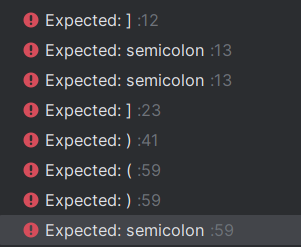 Expected: ] :12
Expected: semicolon :13
Expected: semicolon :13
Expected: ] :23
Expected: ) :41
Expected: ( :59
Expected: ) :59
Expected: semicolon :59